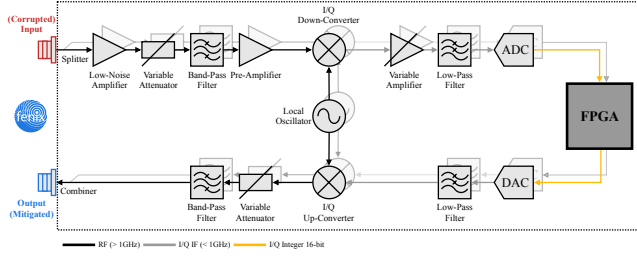 (Corrupted)
Input
Splitter
Low-Noise
Amplifier
Variable
Attenuator
Band-Pass
Filter
Pre-Amplifier
I/Q
Down-Converter
Variable
Amplifier
Low-Pass
Filter
ADC
Local
Oscillator
FPGA
fenix
Output
(Mitigated)
Combiner
Band-Pass
Filter
Variable
Attenuator
I/Q
Up-Converter
Low-Pass
Filter
DAC
RF (> 1GHz)
I/Q IF (< 1GHz)
I/Q Integer 16-bit